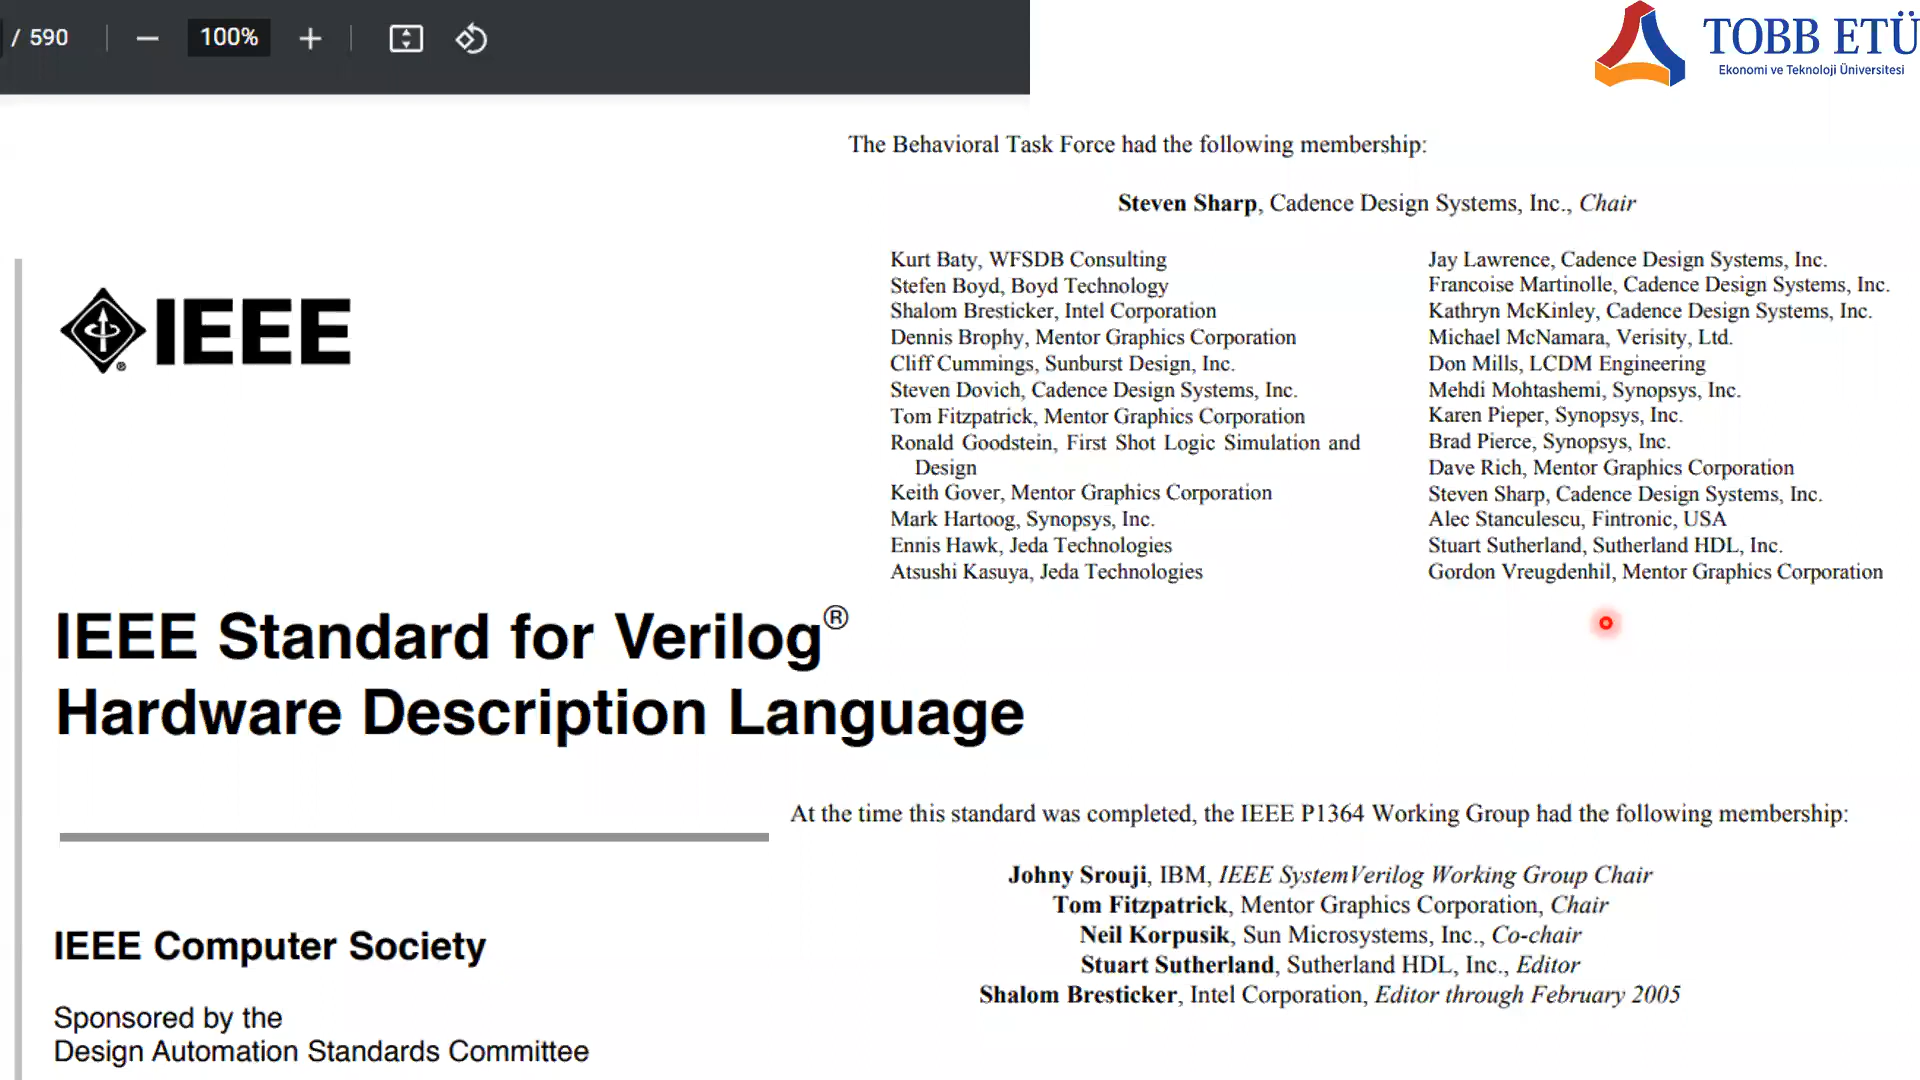 / 590
100%
TOBB ETÜ
Ekonomi ve Teknoloji Üniversitesi
The Behavioral Task Force had the following membership:
Steven Sharp, Cadence Design Systems, Inc., Chair
Kurt Baty, WFSDB Consulting
Stefen Boyd, Boyd Technology
Shalom Bresticker, Intel Corporation
Dennis Brophy, Mentor Graphics Corporation
Cliff Cummings, Sunburst Design, Inc.
Steven Dovich, Cadence Design Systems, Inc.
Tom Fitzpatrick, Mentor Graphics Corporation
Ronald Goodstein, First Shot Logic Simulation and
Design
Keith Gover, Mentor Graphics Corporation
Mark Hartoog, Synopsys, Inc.
Ennis Hawk, Jeda Technologies
Atsushi Kasuya, Jeda Technologies
Jay Lawrence, Cadence Design Systems, Inc.
Francoise Martinolle, Cadence Design Systems, Inc.
Kathryn McKinley, Cadence Design Systems, Inc.
Michael McNamara, Verisity, Ltd.
Don Mills, LCDM Engineering
Mehdi Mohtashemi, Synopsys, Inc.
Karen Pieper, Synopsys, Inc.
Brad Pierce, Synopsys, Inc.
Dave Rich, Mentor Graphics Corporation
Steven Sharp, Cadence Design Systems, Inc.
Alec Stanculescu, Fintronic, USA
Stuart Sutherland, Sutherland HDL, Inc.
Gordon Vreugdenhil, Mentor Graphics Corporation
IEEE
®
IEEE Standard for Verilog®
Hardware Description Language
At the time this standard was completed, the IEEE P1364 Working Group had the following membership:
Johny Srouji, IBM, IEEE SystemVerilog Working Group Chair
Tom Fitzpatrick, Mentor Graphics Corporation, Chair
Neil Korpusik, Sun Microsystems, Inc., Co-chair
Stuart Sutherland, Sutherland HDL, Inc., Editor
Shalom Bresticker, Intel Corporation, Editor through February 2005
IEEE Computer Society
Sponsored by the
Design Automation Standards Committee